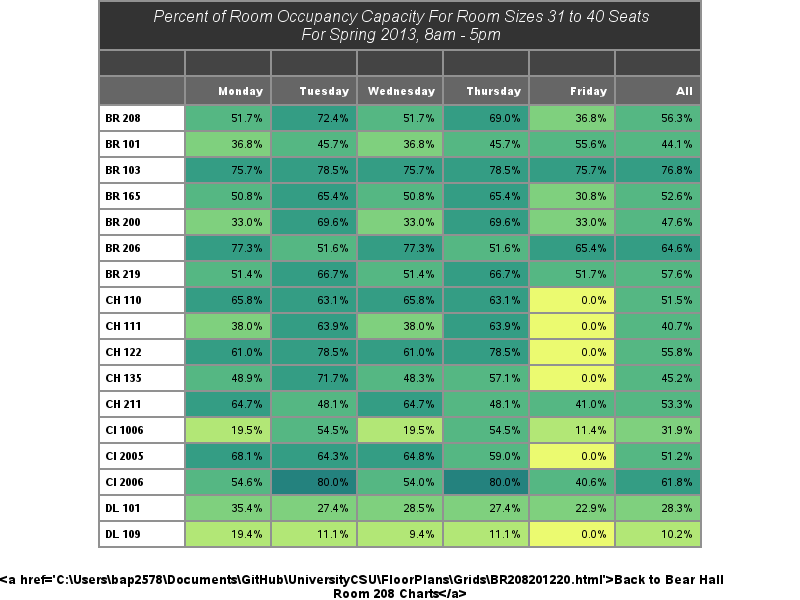 Percent of Room Occupancy Capacity For Room Sizes 31 to 40 Seats
For Spring 2013, 8am - 5pm
Monday Tuesday Wednesday Thursday Friday All
BR 208 51.7% 72.4% 51.7% 69.0% 36.8% 56.3%
BR 101 36.8% 45.7% 36.8% 45.7% 55.6% 44.1%
BR 103 75.7% 78.5% 75.7% 78.5% 75.7% 76.8%
BR 165 50.8% 65.4% 50.8% 65.4% 30.8% 52.6%
BR 200 33.0% 69.6% 33.0% 69.6% 33.0% 47.6%
BR 206 77.3% 51.6% 77.3% 51.6% 65.4% 64.6%
BR 219 51.4% 66.7% 51.4% 66.7% 51.7% 57.6%
CH 110 65.8% 63.1% 65.8% 63.1% 0.0% 51.5%
CH 111 38.0% 63.9% 38.0% 63.9% 0.0% 40.7%
CH 122 61.0% 78.5% 61.0% 78.5% 0.0% 55.8%
CH 135 48.9% 71.7% 48.3% 57.1% 0.0% 45.2%
CH 211 64.7% 48.1% 64.7% 48.1% 41.0% 53.3%
CI 1006 19.5% 54.5% 19.5% 54.5% 11.4% 31.9%
CI 2005 68.1% 64.3% 64.8% 59.0% 0.0% 51.2%
CI 2006 54.6% 80.0% 54.0% 80.0% 40.6% 61.8%
DL 101 35.4% 27.4% 28.5% 27.4% 22.9% 28.3%
DL 109 19.4% 11.1% 9.4% 11.1% 0.0% 10.2%
<a href='C:\Users\bap2578\Documents\GitHub\UniversityCSU\FloorPlans\Grids\BR208201220.html'>Back to Bear Hall
Room 208 Charts</a>